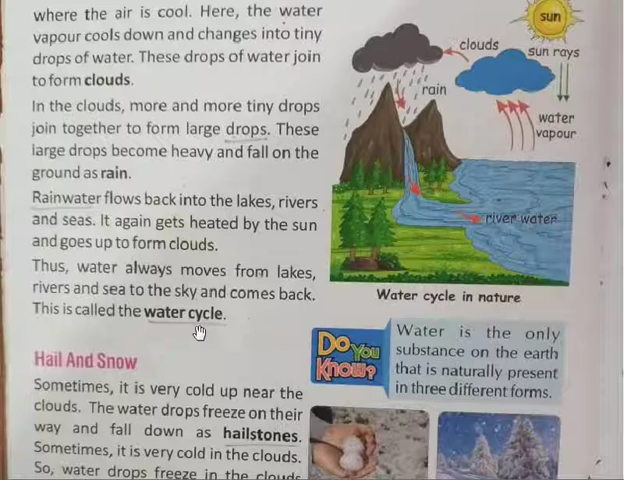 where the air is cool. Here, the water
vapour cools down and changes into tiny
drops of water. These drops of water join
to form clouds.
In the clouds, more and more tiny drops
join together to form large drops. These
large drops become heavy and fall on the
ground as rain.
Rainwater flows back into the lakes, rivers
and seas. It again gets heated by the sun
and goes up to form clouds.
Thus, water always moves from lakes,
rivers and sea to the sky and comes back.
This is called the water cycle.
Hail And Snow
Sometimes, it is very cold up near the
clouds. The water drops freeze on their
way and fall down as hailstones.
Sometimes, it is very cold in the clouds.
So, water drops freeze in the clouds
sun
clouds
sun rays
rain
water
vapour
river water
Water cycle in nature
Do You
Know?
Water is the only
substance on the earth
that is naturally present
in three different forms.